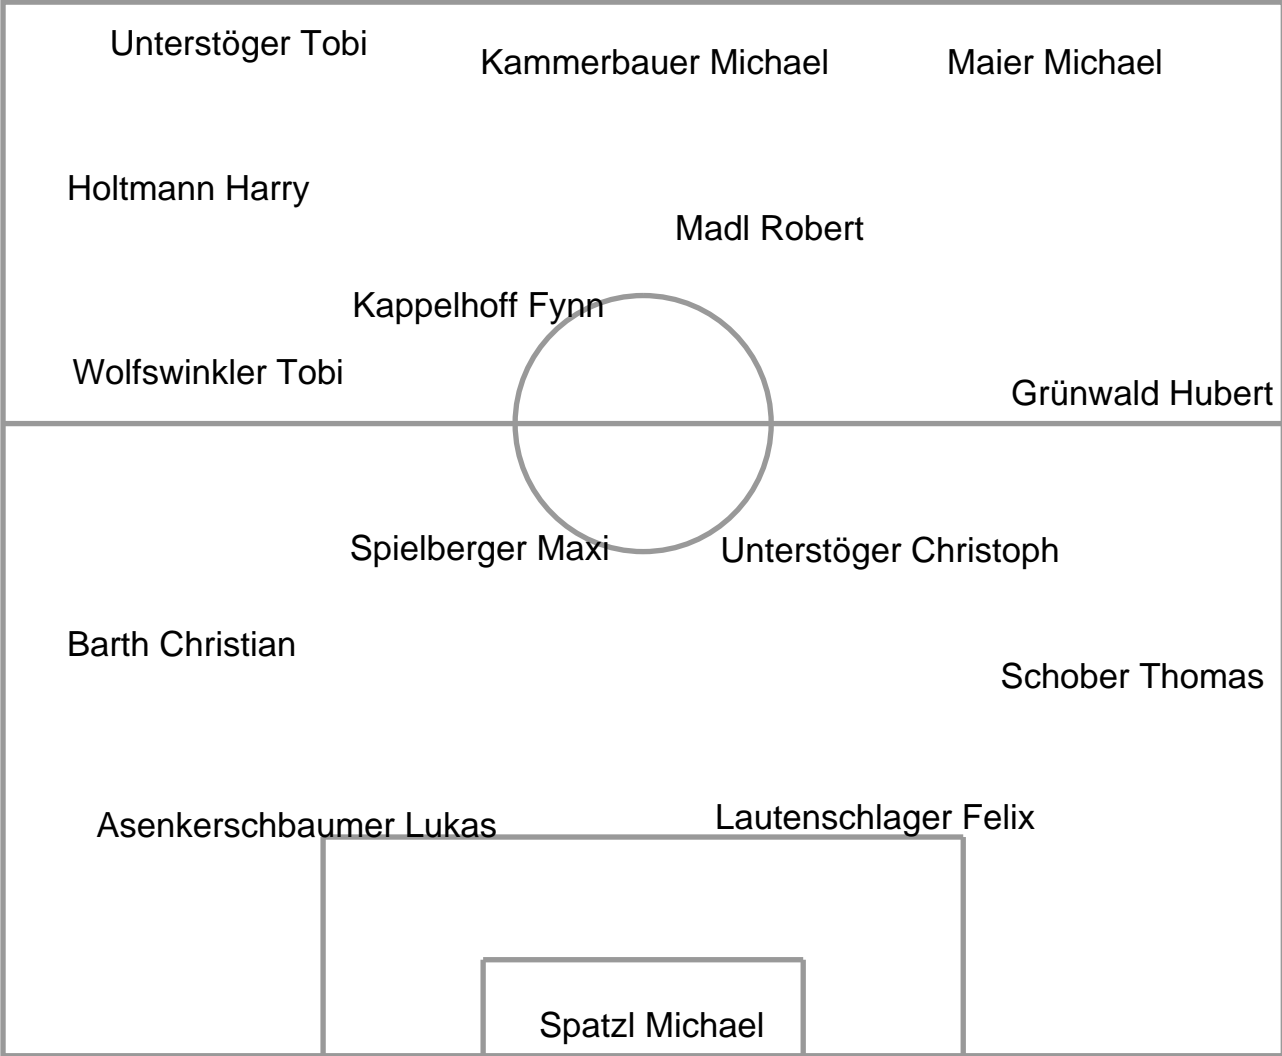 Unterstöger Tobi
Kammerbauer Michael
Maier Michael
Holtmann Harry
Madl Robert
Kappelhoff Fynn
Wolfswinkler Tobi
Grünwald Hubert
Spielberger Maxi
Unterstöger Christoph
Barth Christian
Schober Thomas
Asenkerschbaumer Lukas
Lautenschlager Felix
Spatzl Michael